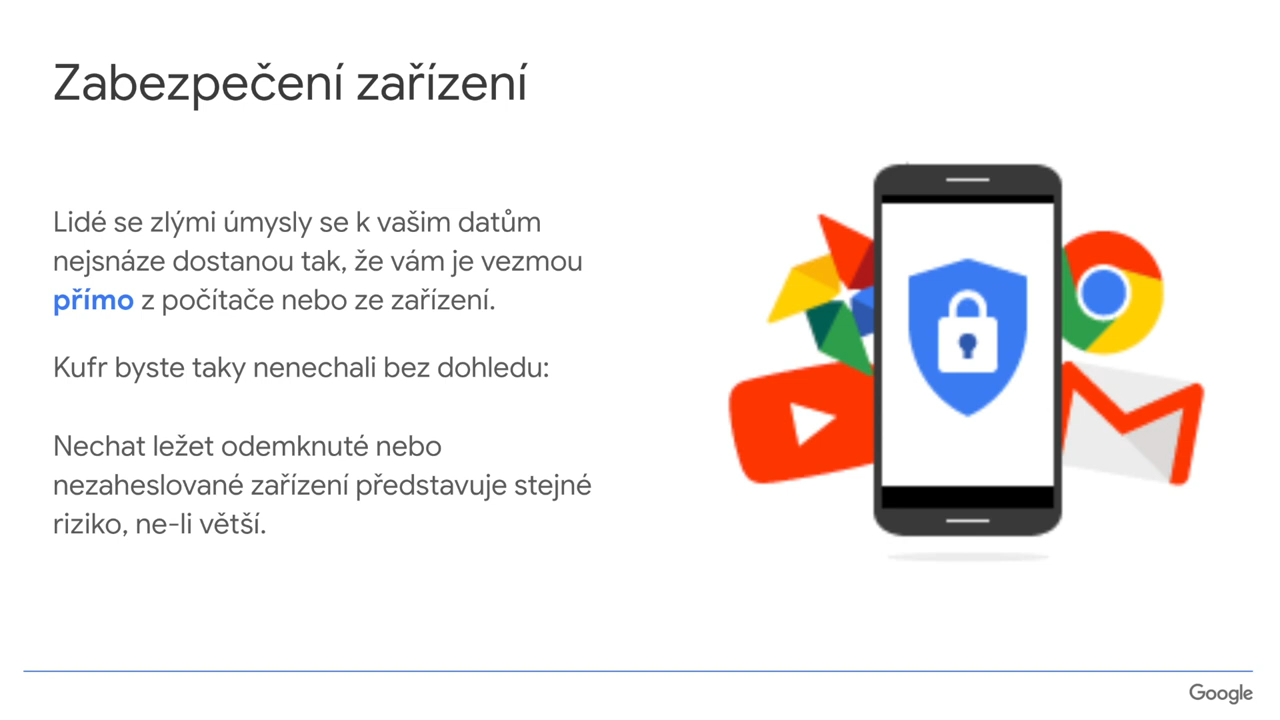 Zabezpečení zařízení
Lidé se zlými úmysly se k vašim datům
nejsnáze dostanou tak, že vám je vezmou
přímo z počítače nebo ze zařízení.
Kufr byste taky nenechali bez dohledu:
Nechat ležet odemknuté nebo
nezaheslované zařízení představuje stejné
riziko, ne-li větší.
Google